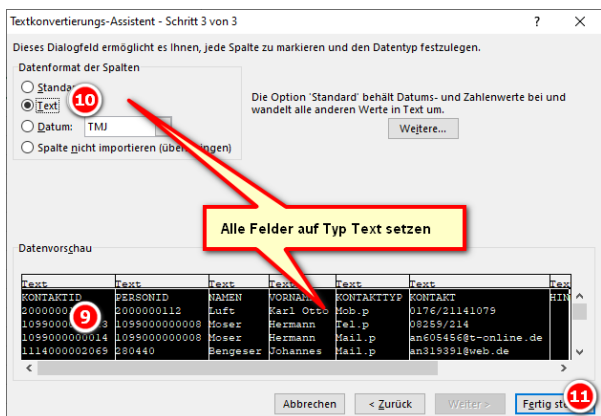 Textkonvertierungs-Assistent - Schritt 3 von 3 ? ×
Dieses Dialogfeld ermöglicht es Ihnen, jede Spalte zu markieren und den Datentyp festzulegen.
Datenformat der Spalten
Text
10
Datum: TMJ
Spalte nicht importieren
Die Option 'Standard' behält Datums- und Zahlenwerte bei und
wandelt alle anderen Werte in Text um.
Weitere...
Alle Felder auf Typ Text setzen
Datenvorschau
Text Text Text Text Text Text Tex
KONTAKTID PERSONID NAMEN VORNAME KONTAKTTYP KONTAKT HIN
9
2000000112 Luft Karl Otto Mob.p 0176/21141079
1099000000008 Moser Hermann Tel.p 08259/214
1099000000014 1099000000008 Moser Hermann Mail.p an605456@t-online.de
1114000002069 280440 Bengeser Johannes Mail.p an319391@web.de
Abbrechen < Zurück Weiter > Fertig
11